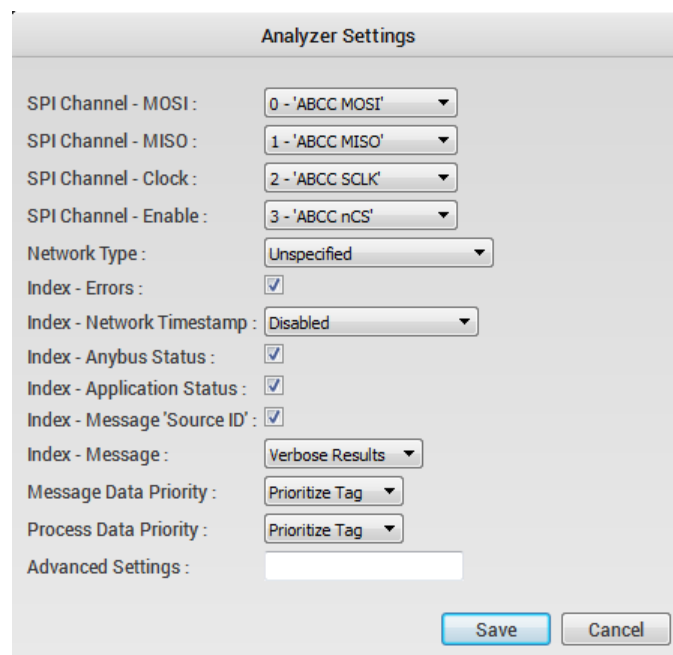 Analyzer Settings
SPI Channel - MOSI : 0 - 'ABCC MOSI'
SPI Channel - MISO : 1 - 'ABCC MISO'
SPI Channel - Clock : 2 - 'ABCC SCLK'
SPI Channel - Enable : 3 - 'ABCC nCS'
Network Type : Unspecified
Index - Errors :
Index - Network Timestamp : Disabled
Index - Anybus Status :
Index - Application Status :
Index - Message 'Source ID' :
Index - Message : Verbose Results
Message Data Priority : Prioritize Tag
Process Data Priority : Prioritize Tag
Advanced Settings :
Save Cancel